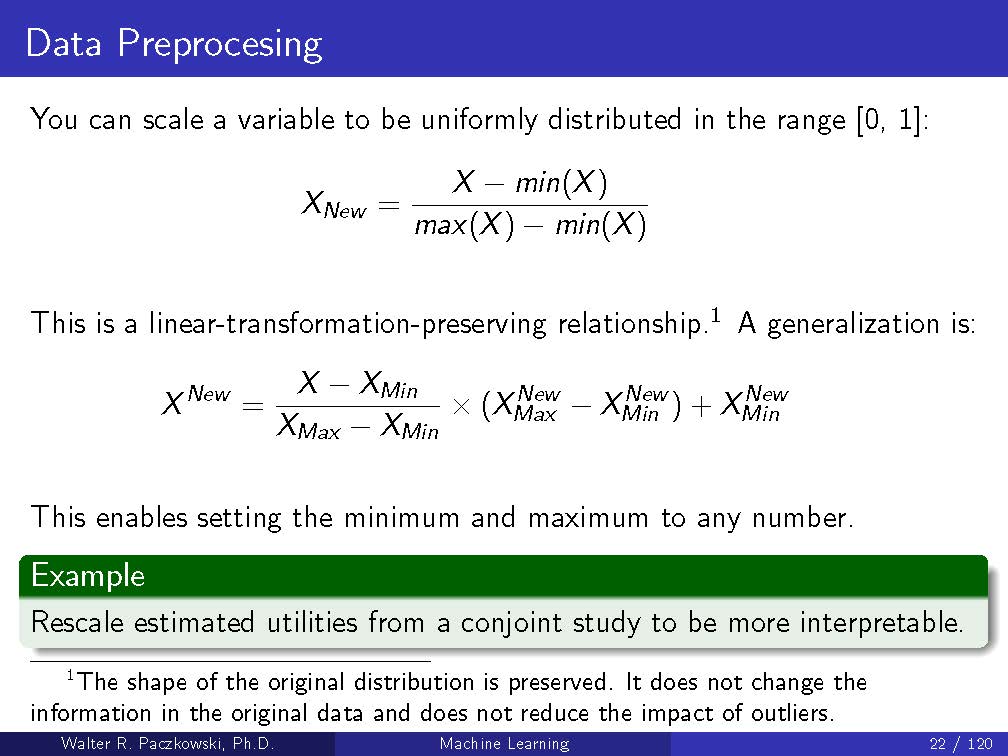 Data Preprocesing
You can scale a variable to be uniformly distributed in the range [0, 1]:
X_{New} = \frac{X − min(X)}{max(X) − min(X)}
This is a linear-transformation-preserving relationship.¹ A generalization is:
X^{New} = \frac{X − X_{Min}}{X_{Max} − X_{Min}} × (X^{New}_{Max} − X^{New}_{Min}) + X^{New}_{Min}
This enables setting the minimum and maximum to any number.
Example
Rescale estimated utilities from a conjoint study to be more interpretable.
¹The shape of the original distribution is preserved. It does not change the
information in the original data and does not reduce the impact of outliers.
Walter R. Paczkowski, Ph.D. Machine Learning 22 / 120